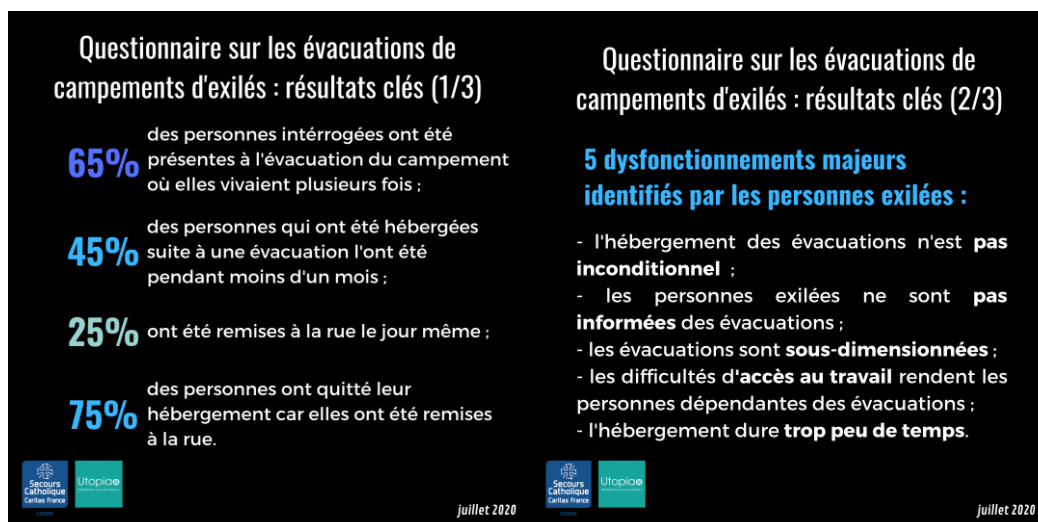 Questionnaire sur les évacuations de
campements d'exilés : résultats clés (1/3)
65%
des personnes intérrogées ont été
présentes à l'évacuation du campement
où elles vivaient plusieurs fois ;
45%
des personnes qui ont été hébergées
suite à une évacuation l'ont été
pendant moins d'un mois ;
25%
ont été remises à la rue le jour même ;
75%
des personnes ont quitté leur
hébergement car elles ont été remises
à la rue.
Secours
Catholique
Caritas France
Utopia
juillet 2020
Questionnaire sur les évacuations de
campements d'exilés : résultats clés (2/3)
5 dysfonctionnements majeurs
identifiés par les personnes exilées :
- l'hébergement des évacuations n'est pas
inconditionnel ;
- les personnes exilées ne sont pas
informées des évacuations ;
- les évacuations sont sous-dimensionnées ;
- les difficultés d'accès au travail rendent les
personnes dépendantes des évacuations ;
- l'hébergement dure trop peu de temps.
Secours
Catholique
Caritas France
Utopia
juillet 2020